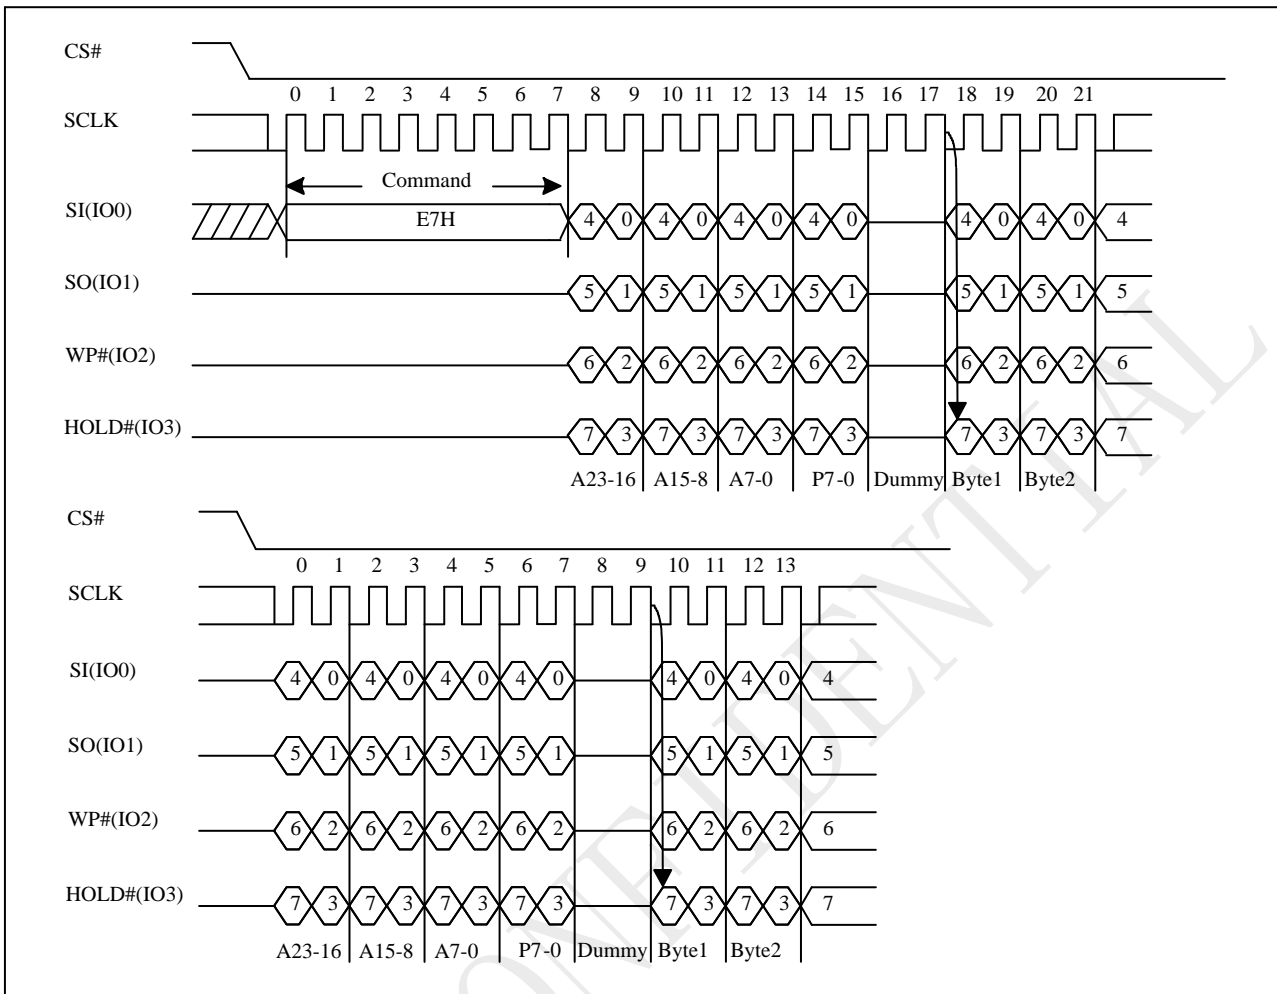 CS#
0 1 2 3 4 5 6 7 8 9 10 11 12 13 14 15 16 17 18 19 20 21
SCLK
Command
SI(IO0) E7H 4 0 4 0 4 0 4 0 4 0 4 0 4
SO(IO1) 5 1 5 1 5 1 5 1 5 1 5 1 5
WP#(IO2) 6 2 6 2 6 2 6 2 6 2 6 2 6
HOLD#(IO3) 7 3 7 3 7 3 7 3 7 3 7 3 7
A23-16 A15-8 A7-0 P7-0 Dummy Byte1 Byte2
CS#
0 1 2 3 4 5 6 7 8 9 10 11 12 13
SCLK
SI(IO0) 4 0 4 0 4 0 4 0 4 0 4 0 4
SO(IO1) 5 1 5 1 5 1 5 1 5 1 5 1 5
WP#(IO2) 6 2 6 2 6 2 6 2 6 2 6 2 6
HOLD#(IO3) 7 3 7 3 7 3 7 3 7 3 7 3 7
A23-16 A15-8 A7-0 P7-0 Dummy Byte1 Byte2
ONFIDENTIAL